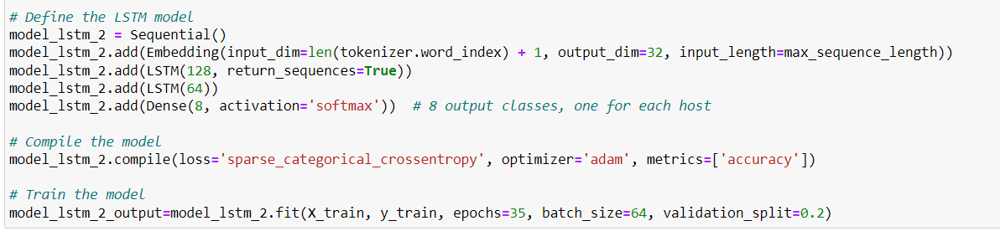 # Define the LSTM model
model_lstm_2 = Sequential()
model_lstm_2.add(Embedding(input_dim=len(tokenizer.word_index) + 1, output_dim=32, input_length=max_sequence_length))
model_lstm_2.add(LSTM(128, return_sequences=True))
model_lstm_2.add(LSTM(64))
model_lstm_2.add(Dense(8, activation='softmax'))  # 8 output classes, one for each host
# Compile the model
model_lstm_2.compile(loss='sparse_categorical_crossentropy', optimizer='adam', metrics=['accuracy'])
# Train the model
model_lstm_2_output=model_lstm_2.fit(X_train, y_train, epochs=35, batch_size=64, validation_split=0.2)